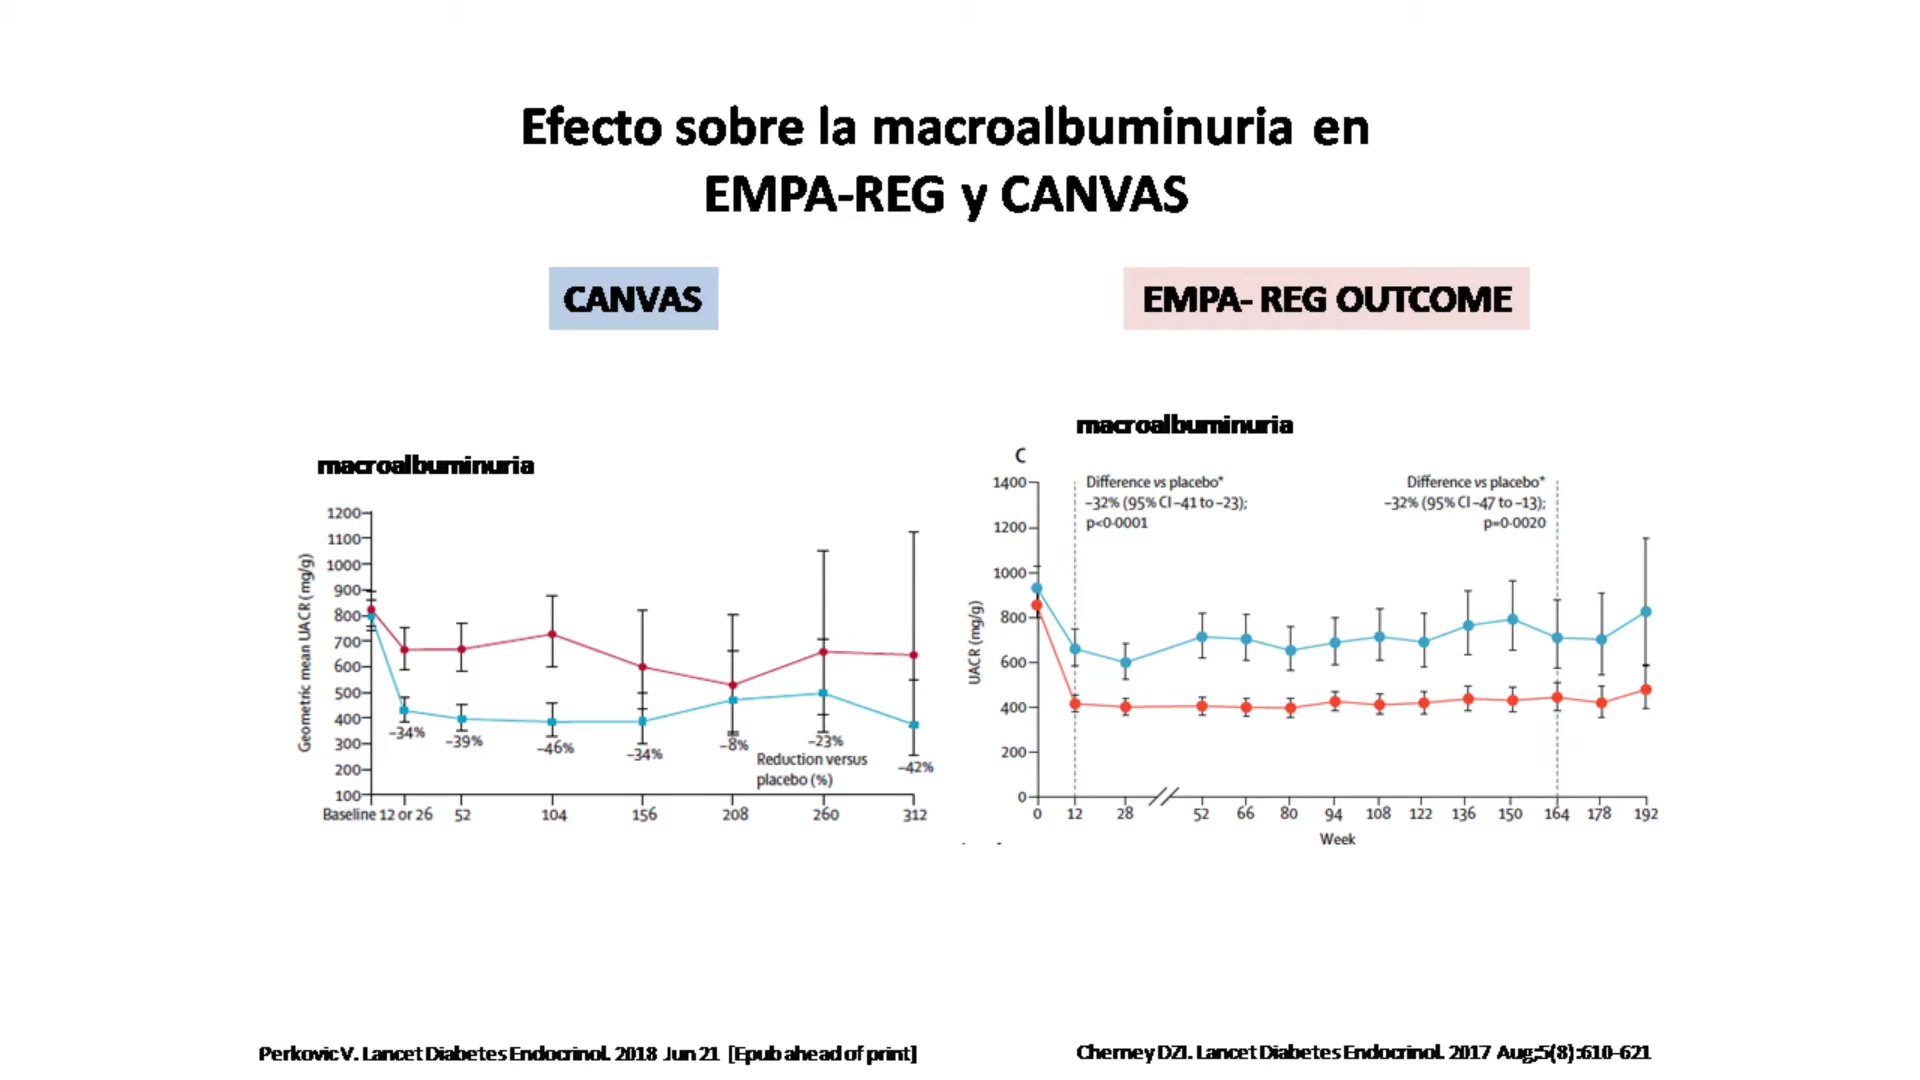 Efecto sobre la macroalbuminuria en
EMPA-REG y CANVAS
CANVAS
EMPA- REG OUTCOME
macroalbuminuria
Geometric mean UACR (mg/g)
1200
1100
1000
900
800
700
600
500
400
300
200
100
−34%
−39%
−46%
−34%
−8%
−23%
−42%
Reduction versus
placebo (%)
Baseline 12 or 26 52 104 156 208 260 312
macroalbuminuria
C
UACR (mg/g)
1400
1200
1000
800
600
400
200
0
Difference vs placebo*
−32% (95% CI −41 to −23);
p<0·0001
Difference vs placebo*
−32% (95% CI −47 to −13);
p=0·0020
0 12 28 52 66 80 94 108 122 136 150 164 178 192
Week
Perkovic V. Lancet Diabetes Endocrinol. 2018 Jun 21 [Epub ahead of print]
Cherney DZI. Lancet Diabetes Endocrinol. 2017 Aug;5(8):610-621